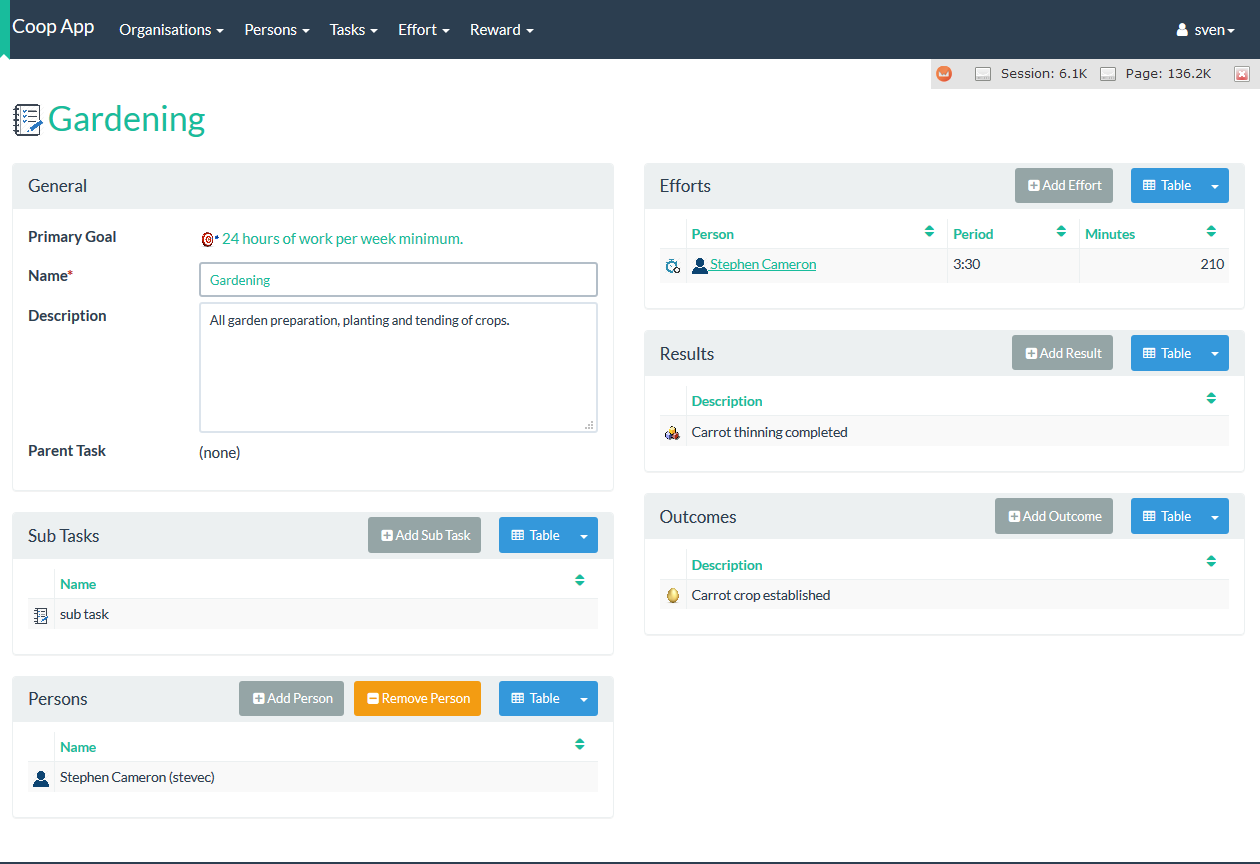 Coop App Organisations Persons Tasks Effort Reward sven
Session: 6.1K Page: 136.2K
Gardening
General
Primary Goal 24 hours of work per week minimum.
Name* Gardening
Description All garden preparation, planting and tending of crops.
Parent Task (none)
Sub Tasks Add Sub Task Table
Name
sub task
Persons Add Person Remove Person Table
Name
Stephen Cameron (stevec)
Efforts Add Effort Table
Person Period Minutes
Stephen Cameron 3:30 210
Results Add Result Table
Description
Carrot thinning completed
Outcomes Add Outcome Table
Description
Carrot crop established